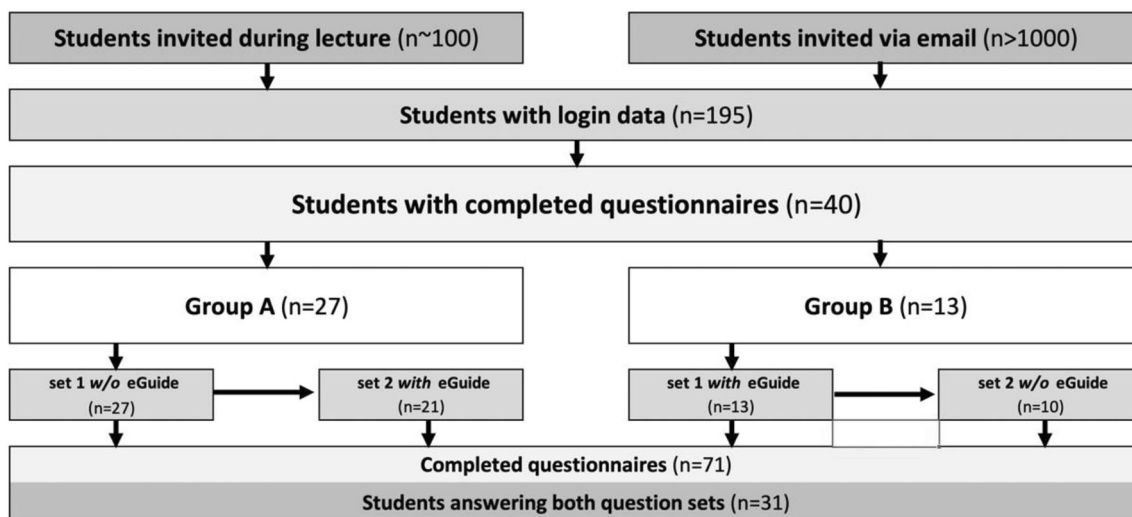 Students invited during lecture (n~100)
Students invited via email (n>1000)
Students with login data (n=195)
Students with completed questionnaires (n=40)
Group A (n=27)
Group B (n=13)
set 1 w/o eGuide
(n=27)
set 2 with eGuide
(n=21)
set 1 with eGuide
(n=13)
set 2 w/o eGuide
(n=10)
Completed questionnaires (n=71)
Students answering both question sets (n=31)